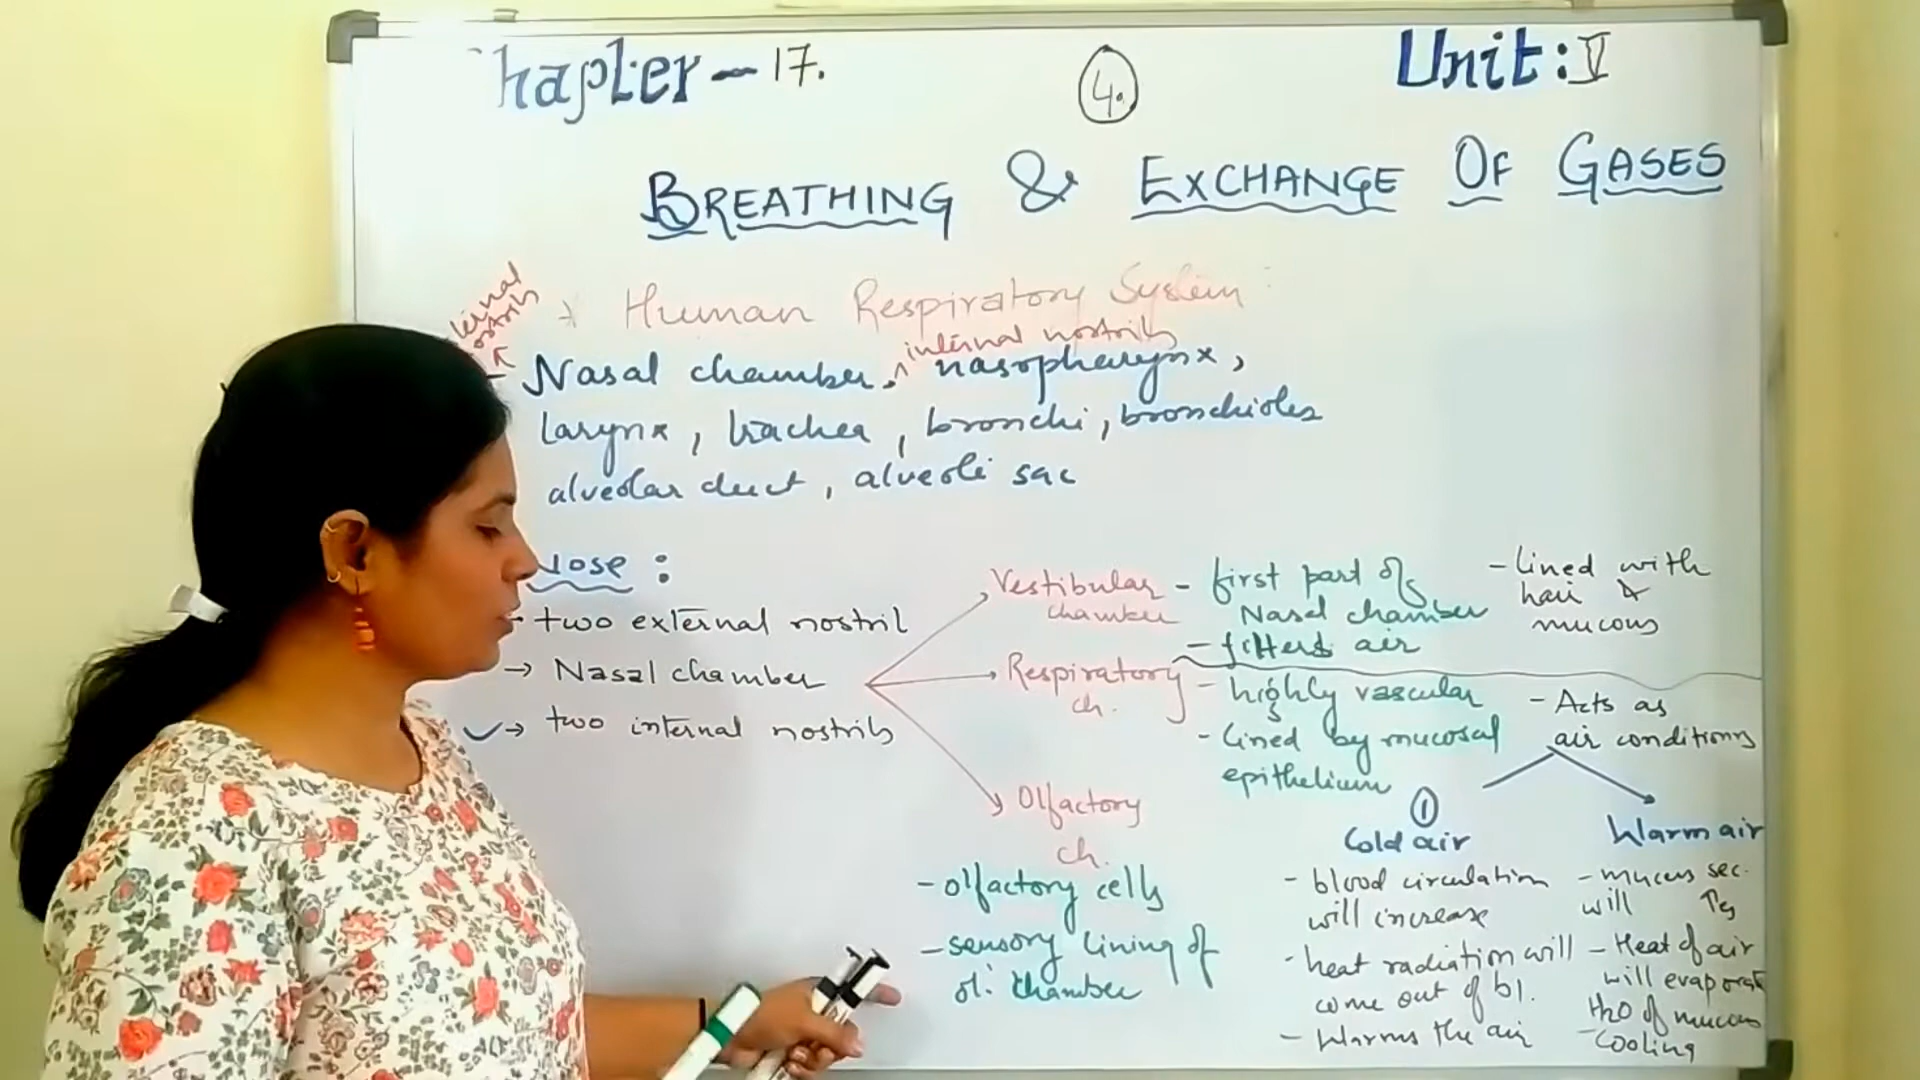 hapter - 17.
4.
Unit: V
BREATHING & EXCHANGE OF GASES
Human Respiratory System:
internal nostrils
Nasal chamber, nasopharynx,
larynx, trachea, bronchi, bronchioles
alveolar duct, alveoli sac
Nose:
- two external nostril
→ Nasal chamber
→ two internal nostrils
Vestibular chamber
- first part of
Nasal chamber
- filters air
- Lined with
hair &
mucous
Respiratory
ch.
- highly vascular
- Lined by mucosal
epithelium
- Acts as
air conditions
①
Cold air
- blood circulation
will increase
- heat radiation will
come out of bl.
- Warms the air
Warm air
- mucus sec.
will ↑es
- Heat of air
will evaporat
H2O of mucus
- Cooling
Olfactory
ch.
- olfactory cells
- sensory lining of
ol. chamber